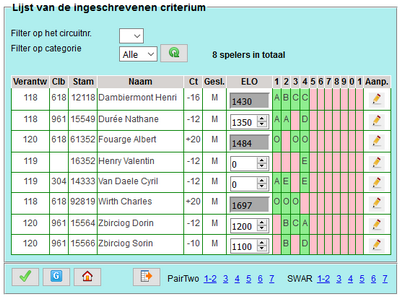 Lijst van de ingeschrevenen criterium
Filter op het circuitnr.
Filter op categorie Alle 8 spelers in totaal
Verantw Clb Stam Naam Ct Gesl. ELO 1 2 3 4 5 6 7 8 9 0 1 Aanp.
118 618 12118 Dambiermont Henri -16 M 1430 A B C C
118 961 15549 Durée Nathane -12 M 1350 A A D
120 618 61352 Fouarge Albert +20 M 1484 O O O
119 16352 Henry Valentin -12 M 0 E
119 304 14333 Van Daele Cyril -12 M 0 A E E
118 618 92819 Wirth Charles +20 M 1697 O O O
120 961 15564 Zbirciog Dorin -12 M 1200 B C A
120 961 15566 Zbirciog Sorin -10 M 1100 B D
G PairTwo 1-2 3 4 5 6 7 SWAR 1-2 3 4 5 6 7